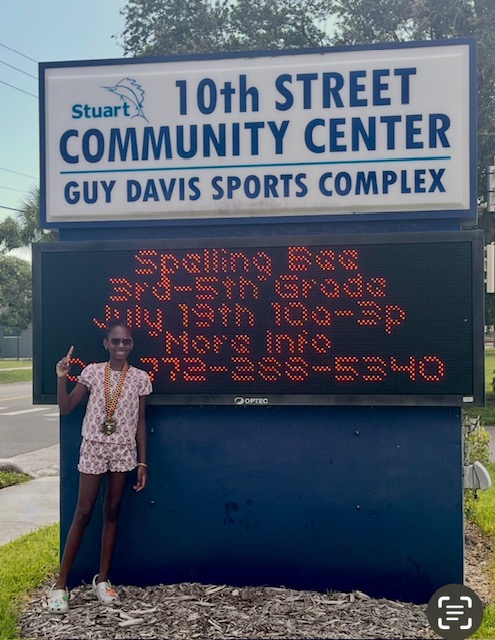 Stuart
10th STREET
COMMUNITY CENTER
GUY DAVIS SPORTS COMPLEX
Spelling Bee
3rd-5th Grade
July 13th 10a-3p
More Info
772-288-5340
OPTEC